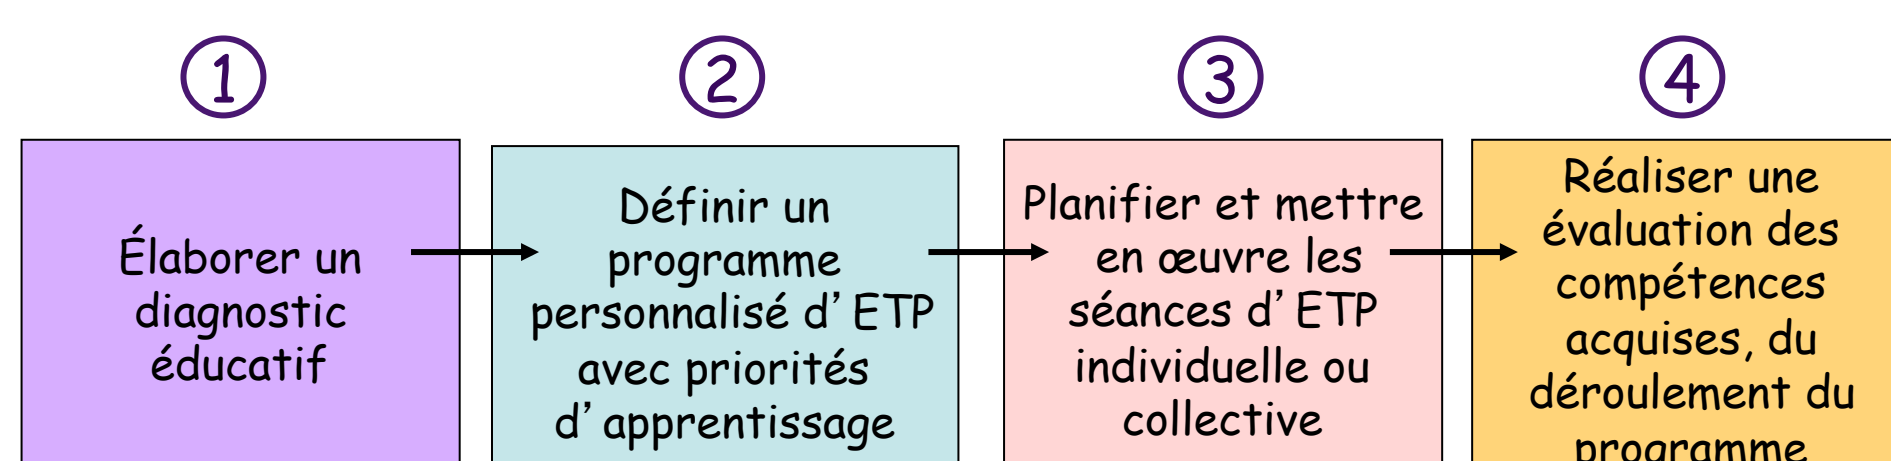 1
2
3
4
Élaborer un
diagnostic
éducatif
Définir un
programme
personnalisé d’ETP
avec priorités
d’apprentissage
Planifier et mettre
en œuvre les
séances d’ETP
individuelle ou
collective
Réaliser une
évaluation des
compétences
acquises, du
déroulement du
programme